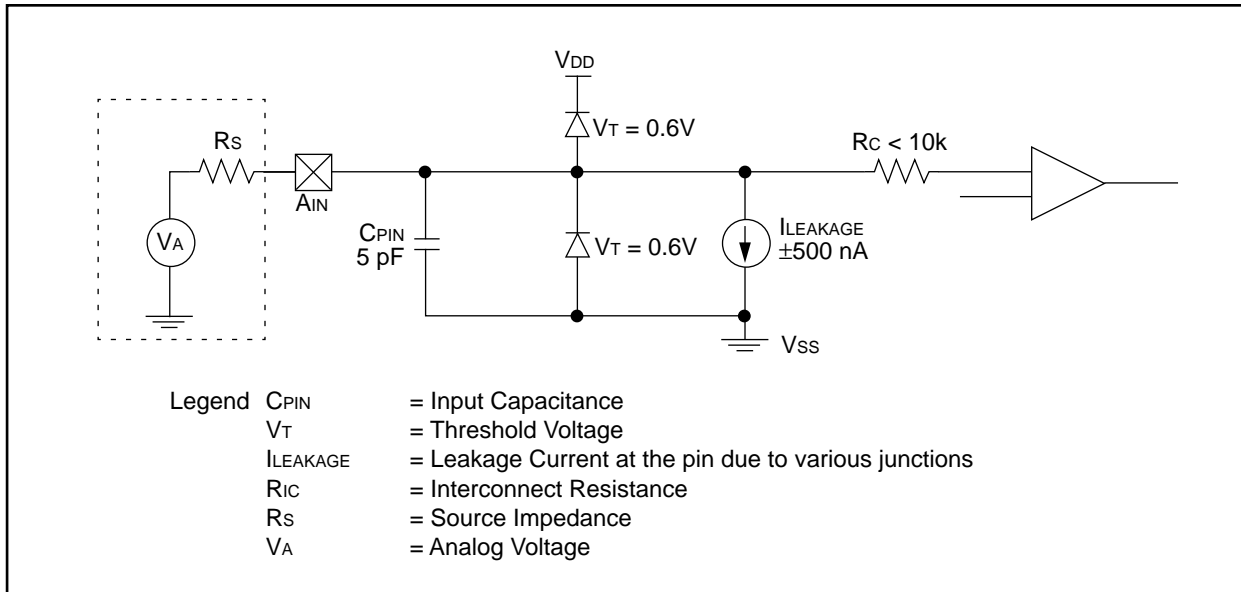 VDD
VT = 0.6V
RS
RC < 10k
AIN
VA
CPIN
5 pF
VT = 0.6V
ILEAKAGE
±500 nA
VSS
Legend CPIN = Input Capacitance
VT = Threshold Voltage
ILEAKAGE = Leakage Current at the pin due to various junctions
RIC = Interconnect Resistance
RS = Source Impedance
VA = Analog Voltage